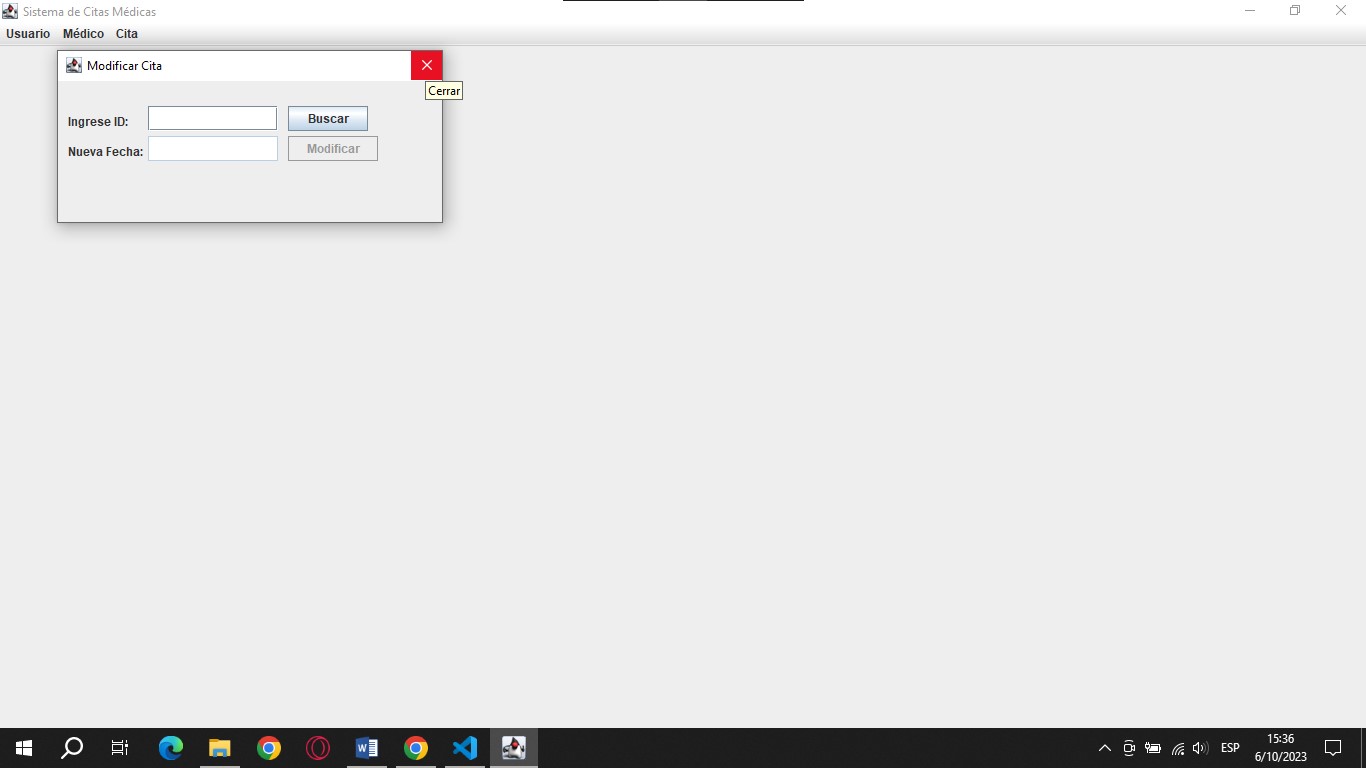 Sistema de Citas Médicas
Usuario Médico Cita
Modificar Cita
Cerrar
Ingrese ID: Buscar
Nueva Fecha: Modificar
ESP
15:36
6/10/2023